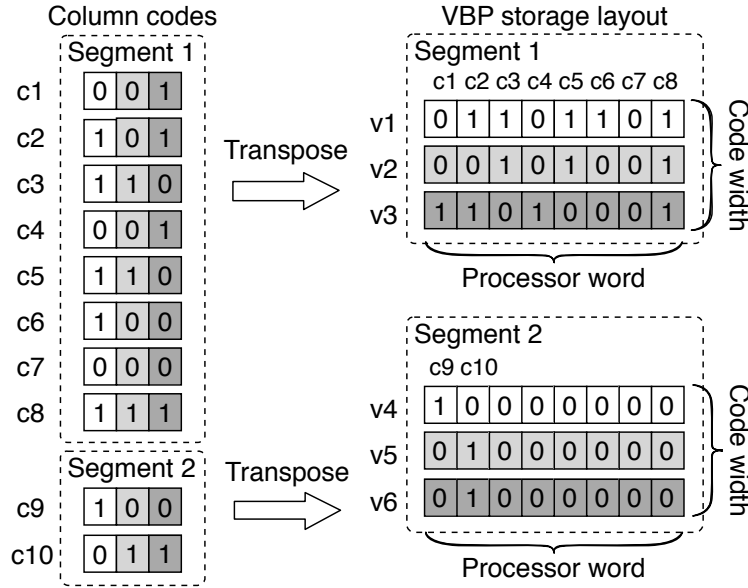 Column codes
Segment 1
c1 0 0 1
c2 1 0 1
c3 1 1 0
c4 0 0 1
c5 1 1 0
c6 1 0 0
c7 0 0 0
c8 1 1 1
Segment 2
c9 1 0 0
c10 0 1 1
Transpose
Transpose
VBP storage layout
Segment 1
c1 c2 c3 c4 c5 c6 c7 c8
v1 0 1 1 0 1 1 0 1
v2 0 0 1 0 1 0 0 1
v3 1 1 0 1 0 0 0 1
Code width
Processor word
Segment 2
c9 c10
v4 1 0 0 0 0 0 0 0
v5 0 1 0 0 0 0 0 0
v6 0 1 0 0 0 0 0 0
Code width
Processor word